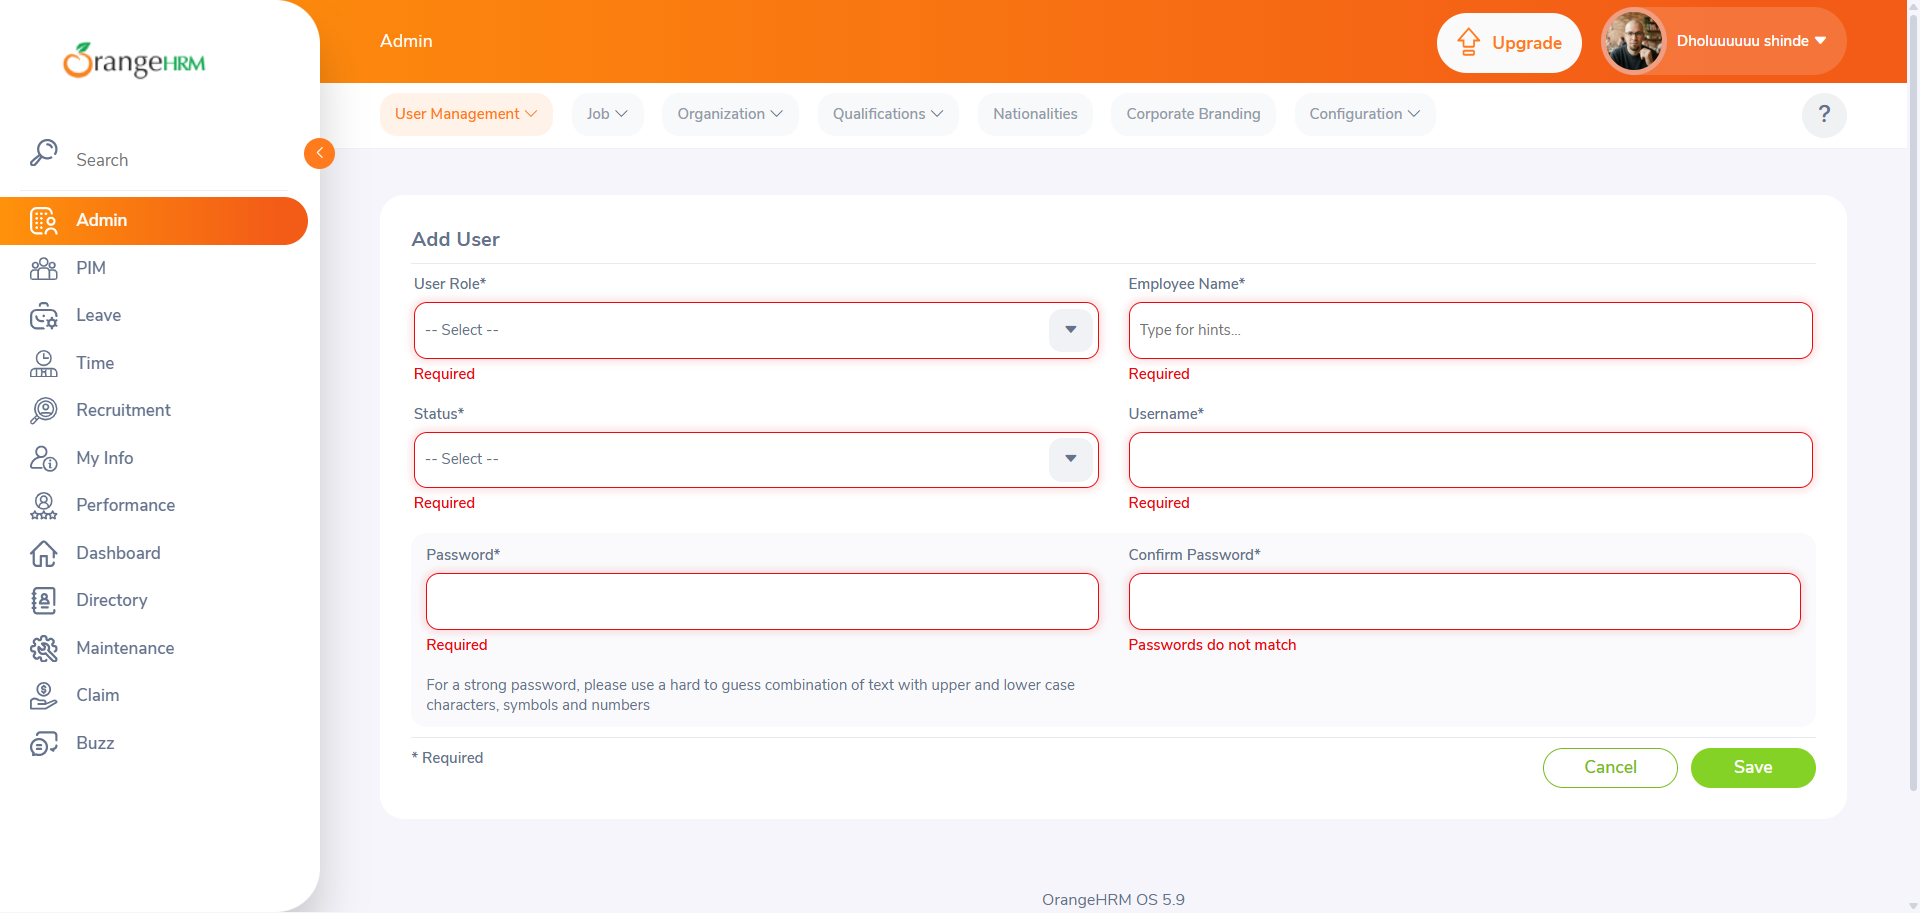 OrangeHRM
Search
Admin
PIM
Leave
Time
Recruitment
My Info
Performance
Dashboard
Directory
Maintenance
Claim
Buzz
Admin
Upgrade
Dholuuuuuu shinde
User Management
Job
Organization
Qualifications
Nationalities
Corporate Branding
Configuration
?
Add User
User Role*
-- Select --
Required
Employee Name*
Type for hints...
Required
Status*
-- Select --
Required
Username*
Required
Password*
Required
Confirm Password*
Passwords do not match
For a strong password, please use a hard to guess combination of text with upper and lower case
characters, symbols and numbers
* Required
Cancel
Save
OrangeHRM OS 5.9